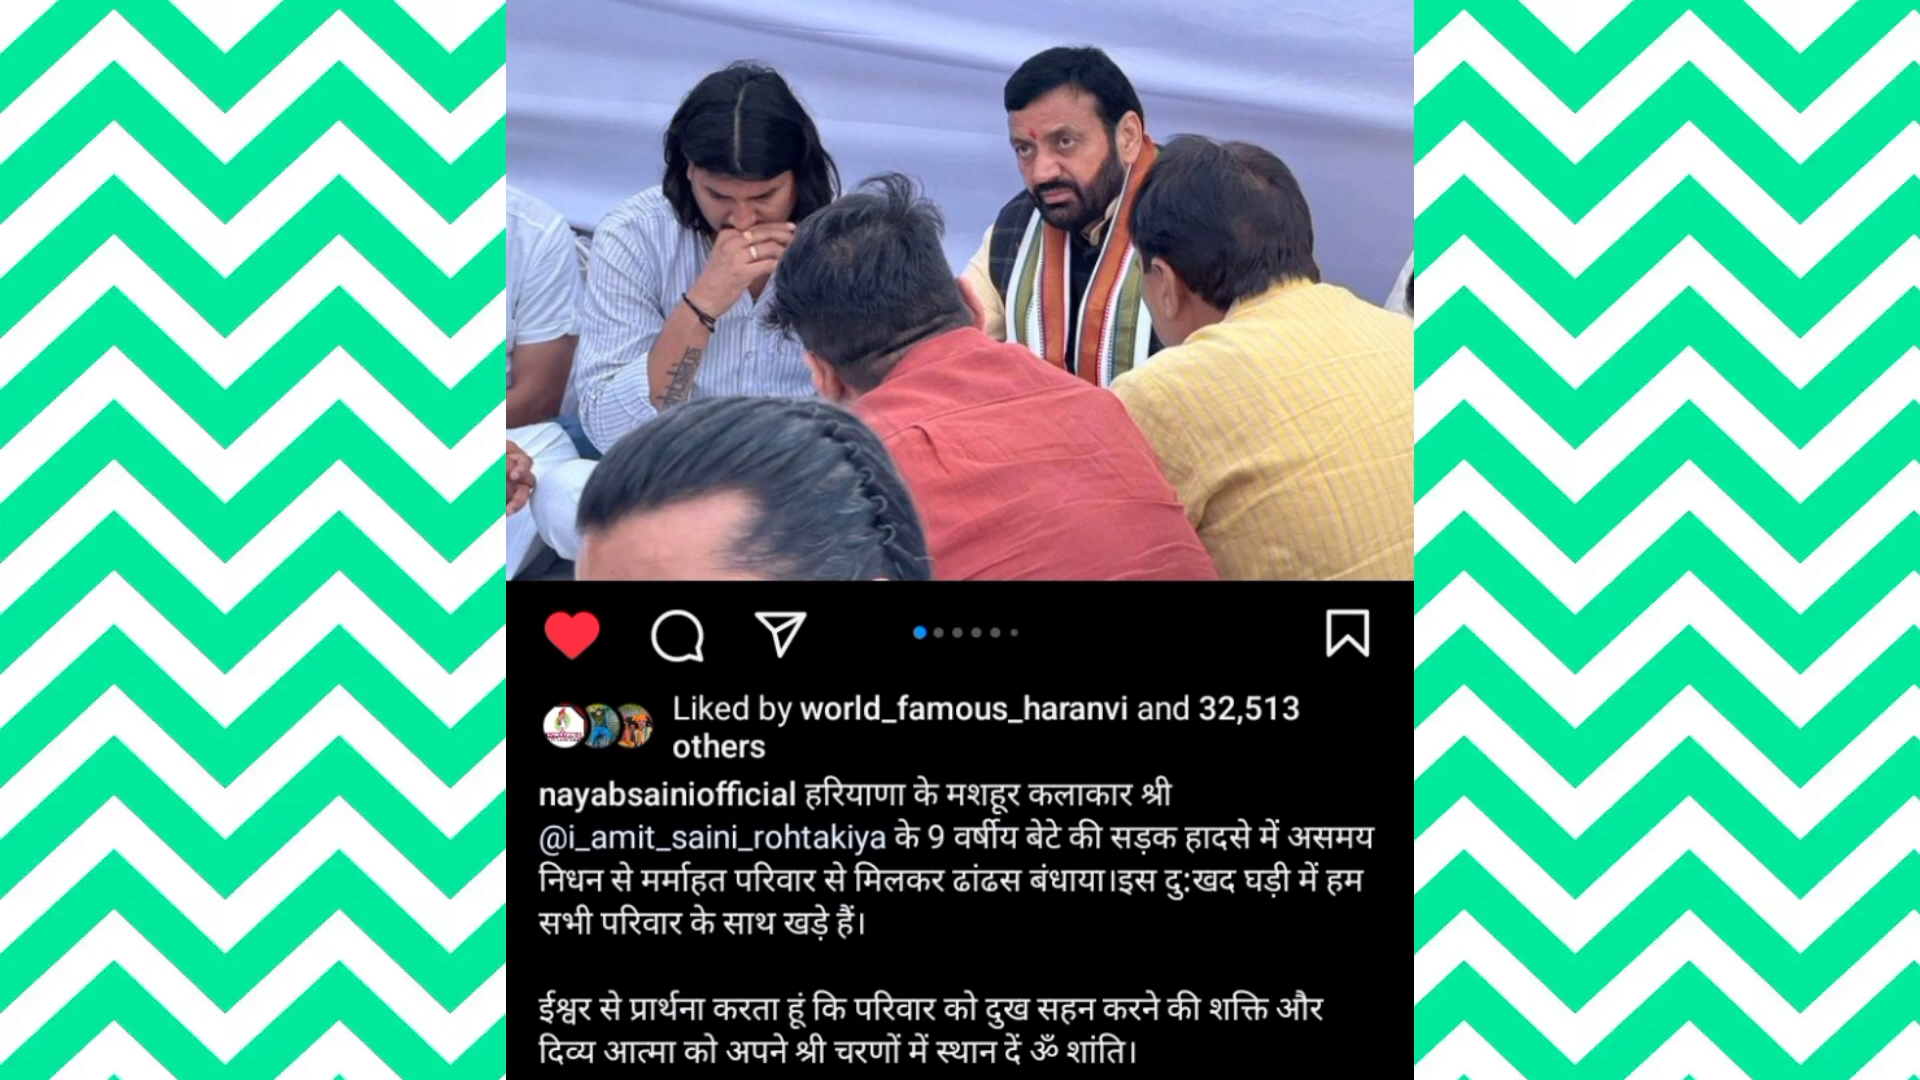 Liked by world_famous_haranvi and 32,513
others
nayabsainiofficial हरियाणा के मशहूर कलाकार श्री
@i_amit_saini_rohtakiya के 9 वर्षीय बेटे की सड़क हादसे में असमय
निधन से मर्माहत परिवार से मिलकर ढांढस बंधाया।इस दु:खद घड़ी में हम
सभी परिवार के साथ खड़े हैं।
ईश्वर से प्रार्थना करता हूं कि परिवार को दुख सहन करने की शक्ति और
दिव्य आत्मा को अपने श्री चरणों में स्थान दें ॐ शांति।